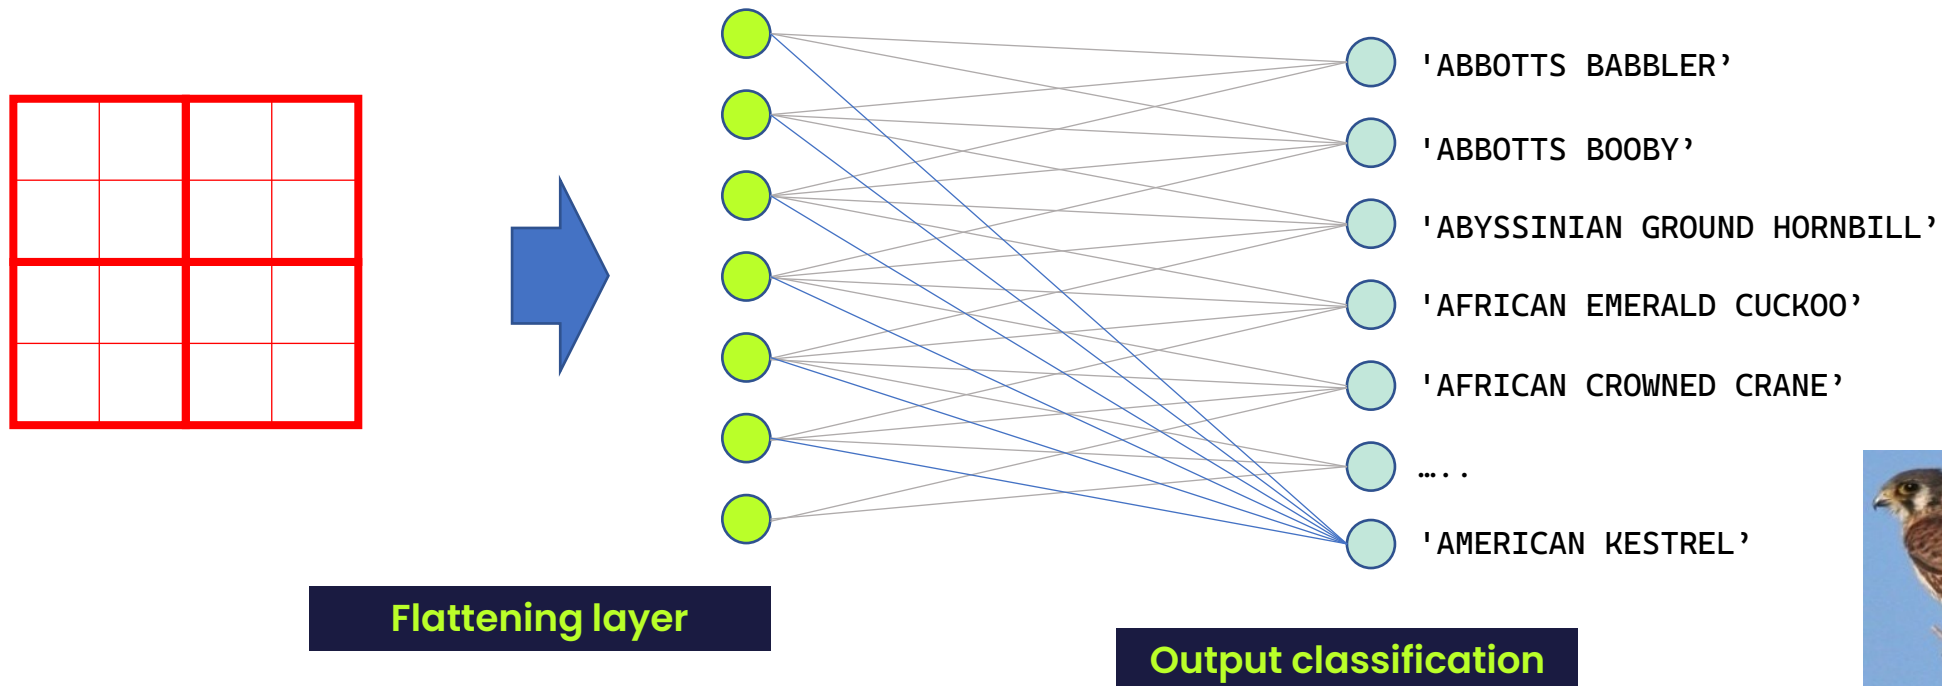 'ABBOTTS BABBLER’
'ABBOTTS BOOBY’
'ABYSSINIAN GROUND HORNBILL’
'AFRICAN EMERALD CUCKOO’
'AFRICAN CROWNED CRANE’
…..
'AMERICAN KESTREL’
Flattening layer
Output classification